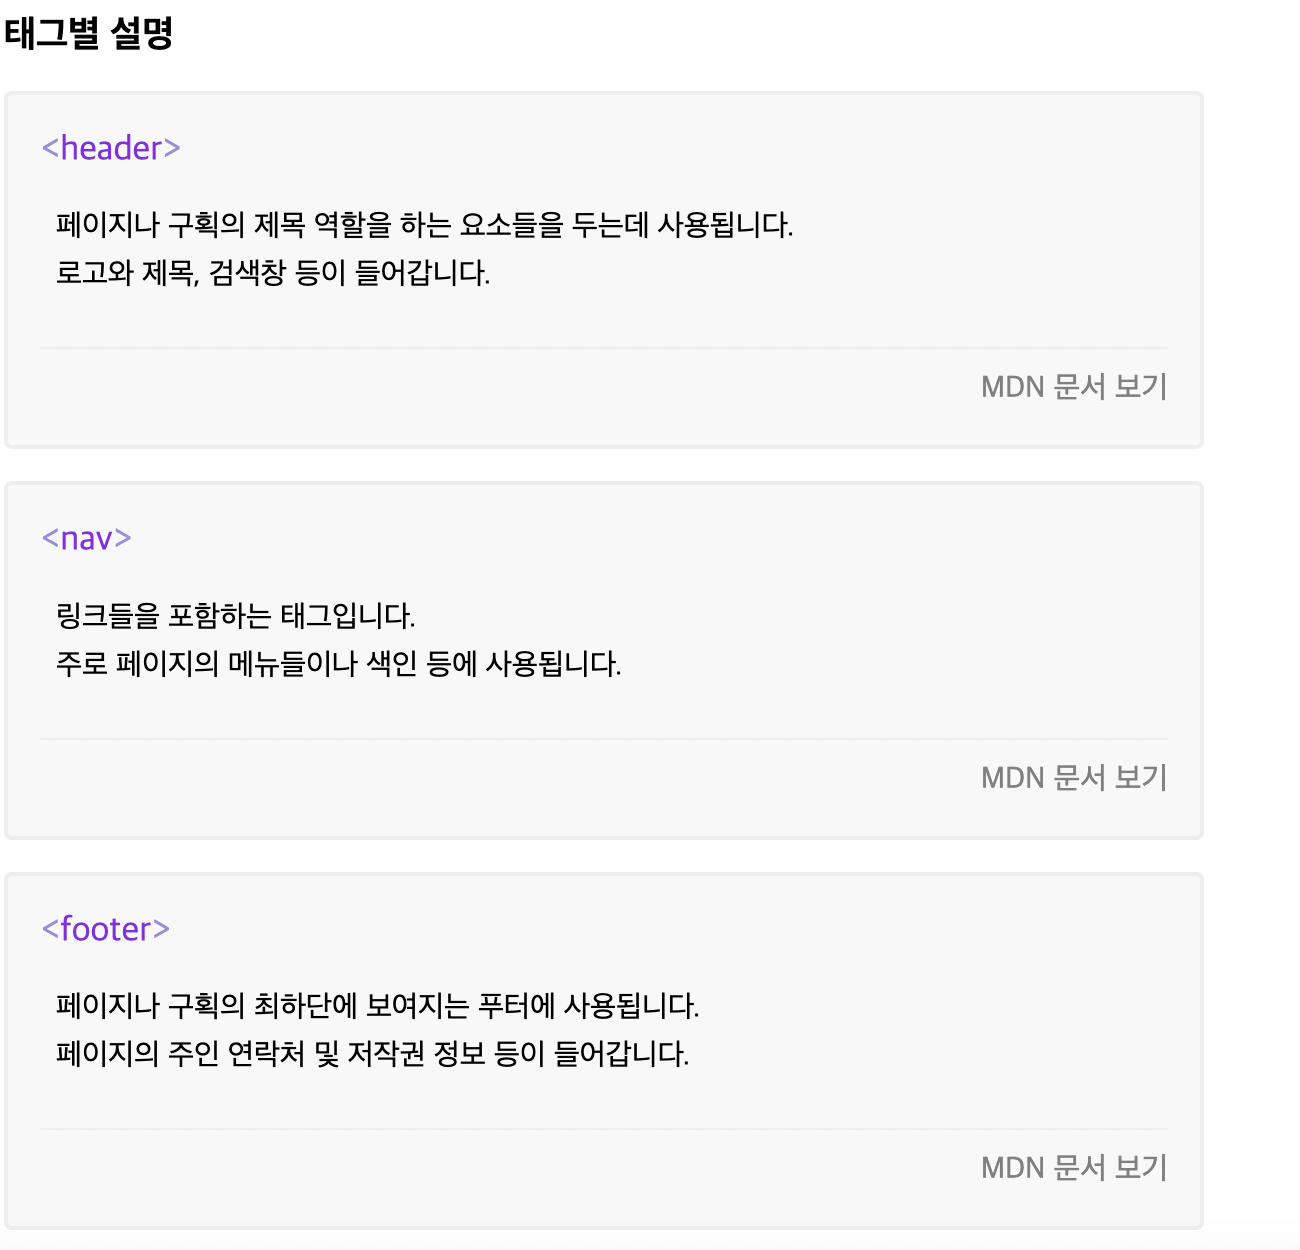 태그별 설명
<header>
페이지나 구획의 제목 역할을 하는 요소들을 두는데 사용됩니다.
로고와 제목, 검색창 등이 들어갑니다.
MDN 문서 보기
<nav>
링크들을 포함하는 태그입니다.
주로 페이지의 메뉴들이나 색인 등에 사용됩니다.
MDN 문서 보기
<footer>
페이지나 구획의 최하단에 보여지는 푸터에 사용됩니다.
페이지의 주인 연락처 및 저작권 정보 등이 들어갑니다.
MDN 문서 보기